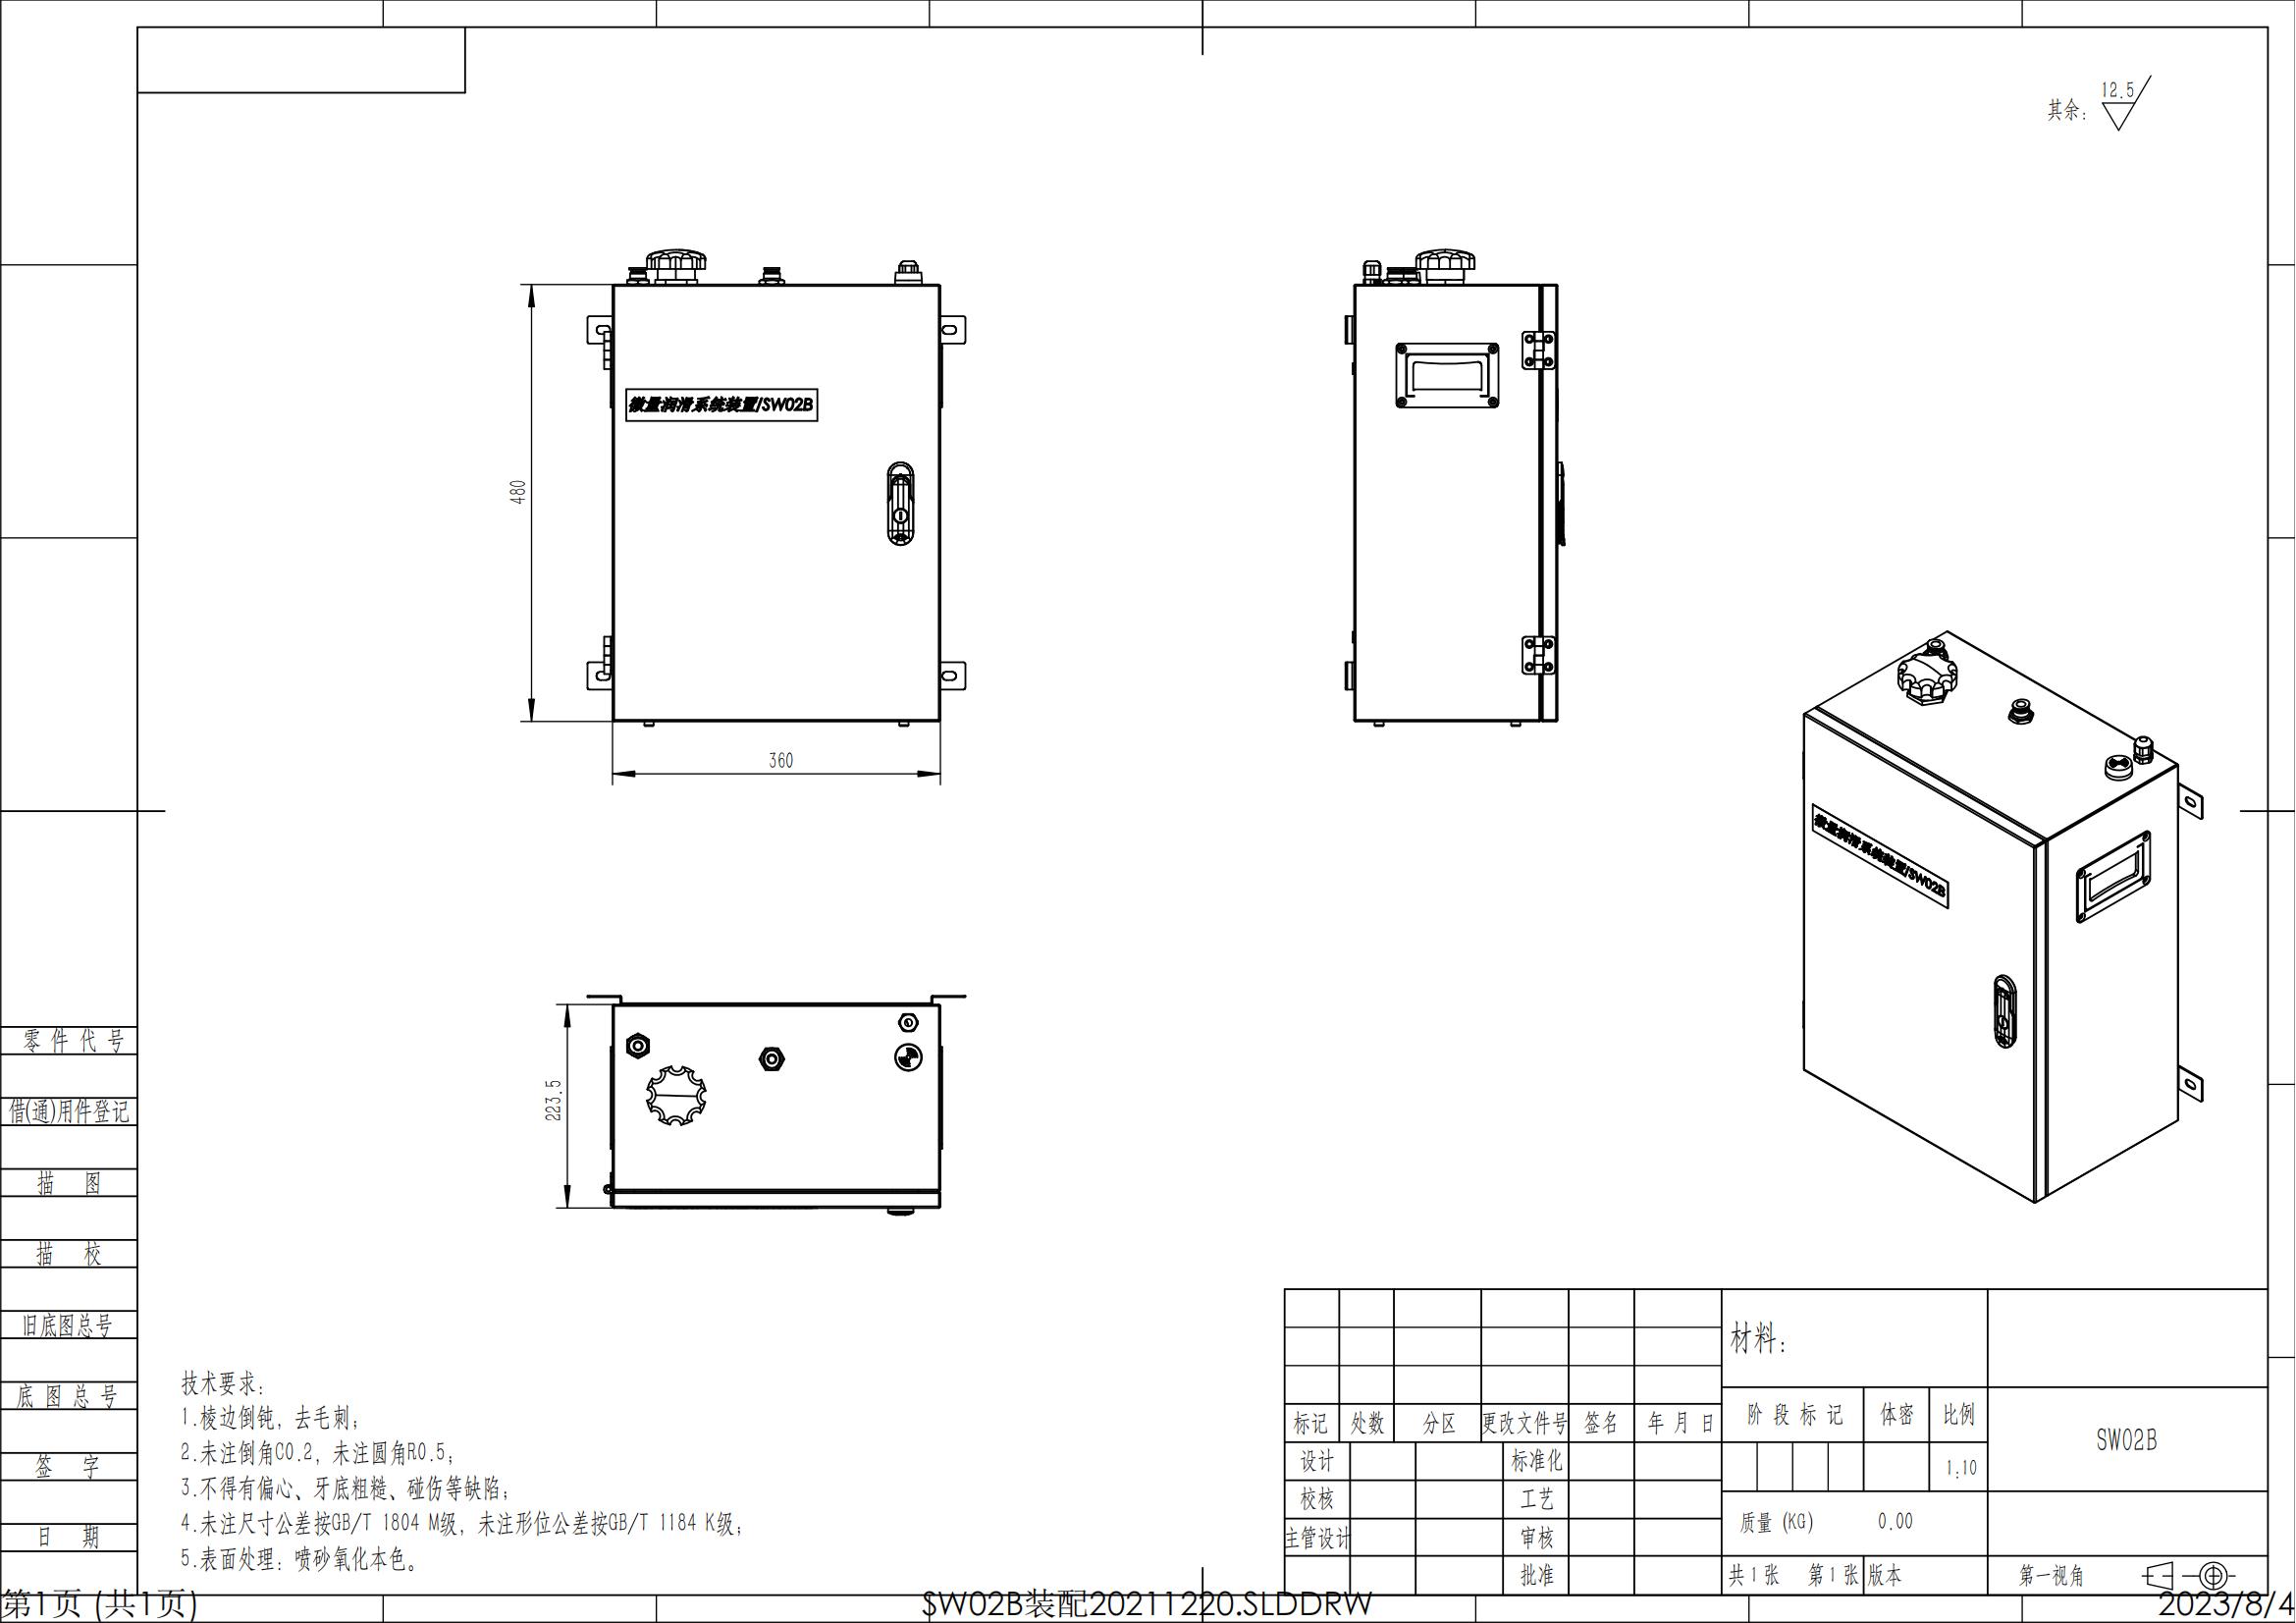 其余: 12.5
微量润滑系统装置/SW02B
480
360
微量润滑系统装置/SW02B
223.5
零件代号
借(通)用件登记
描 图
描 校
旧底图总号
底图总号
签 字
日 期
技术要求:
1.棱边倒钝, 去毛刺;
2.未注倒角C0.2, 未注圆角R0.5;
3.不得有偏心、牙底粗糙、碰伤等缺陷;
4.未注尺寸公差按GB/T 1804 M级, 未注形位公差按GB/T 1184 K级;
5.表面处理: 喷砂氧化本色。
材料:
标记 处数 分区 更改文件号 签名 年 月 日
阶段标记 体密 比例
SW02B
设计 标准化
1:10
校核 工艺
质量 (KG) 0.00
主管设计 审核
批准
共1张 第1张 版本
第一视角
第1页 (共1页)
SW02B装配20211220.SLDDRW
2023/8/4